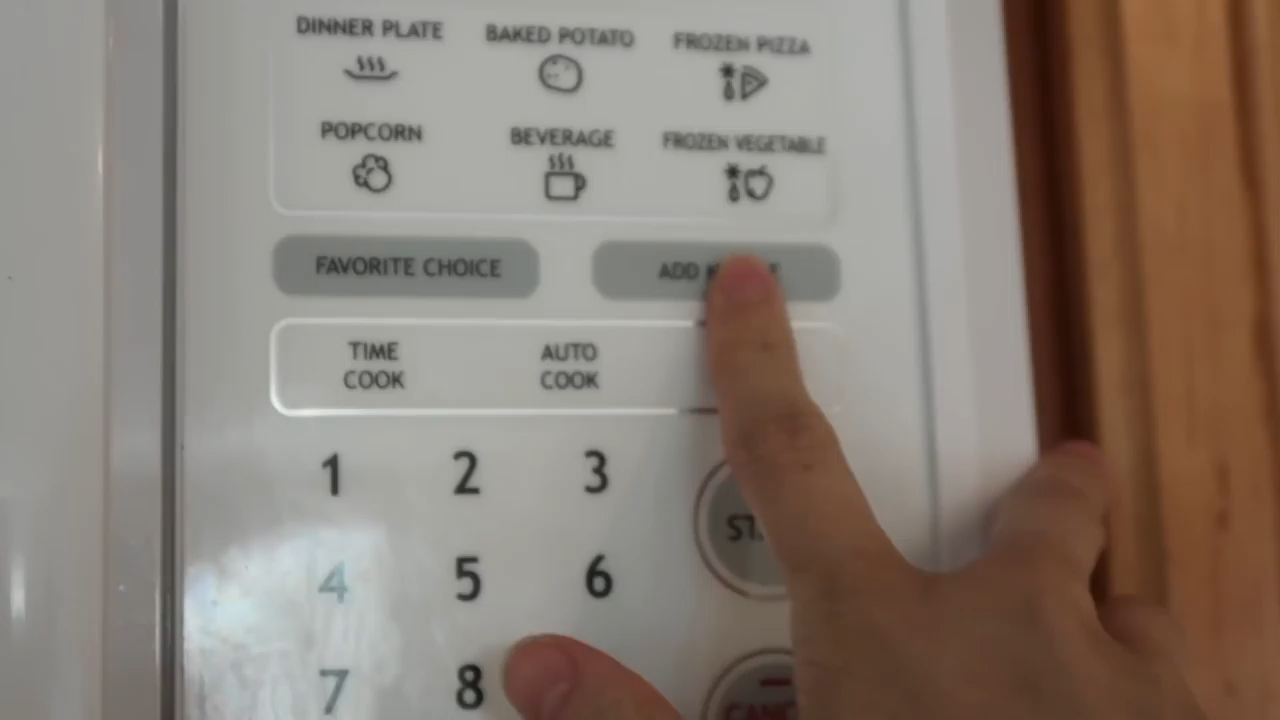 DINNER PLATE BAKED POTATO FROZEN PIZZA
POPCORN BEVERAGE FROZEN VEGETABLE
FAVORITE CHOICE ADD
TIME AUTO
COOK COOK
1 2 3
4 5 6
7 8